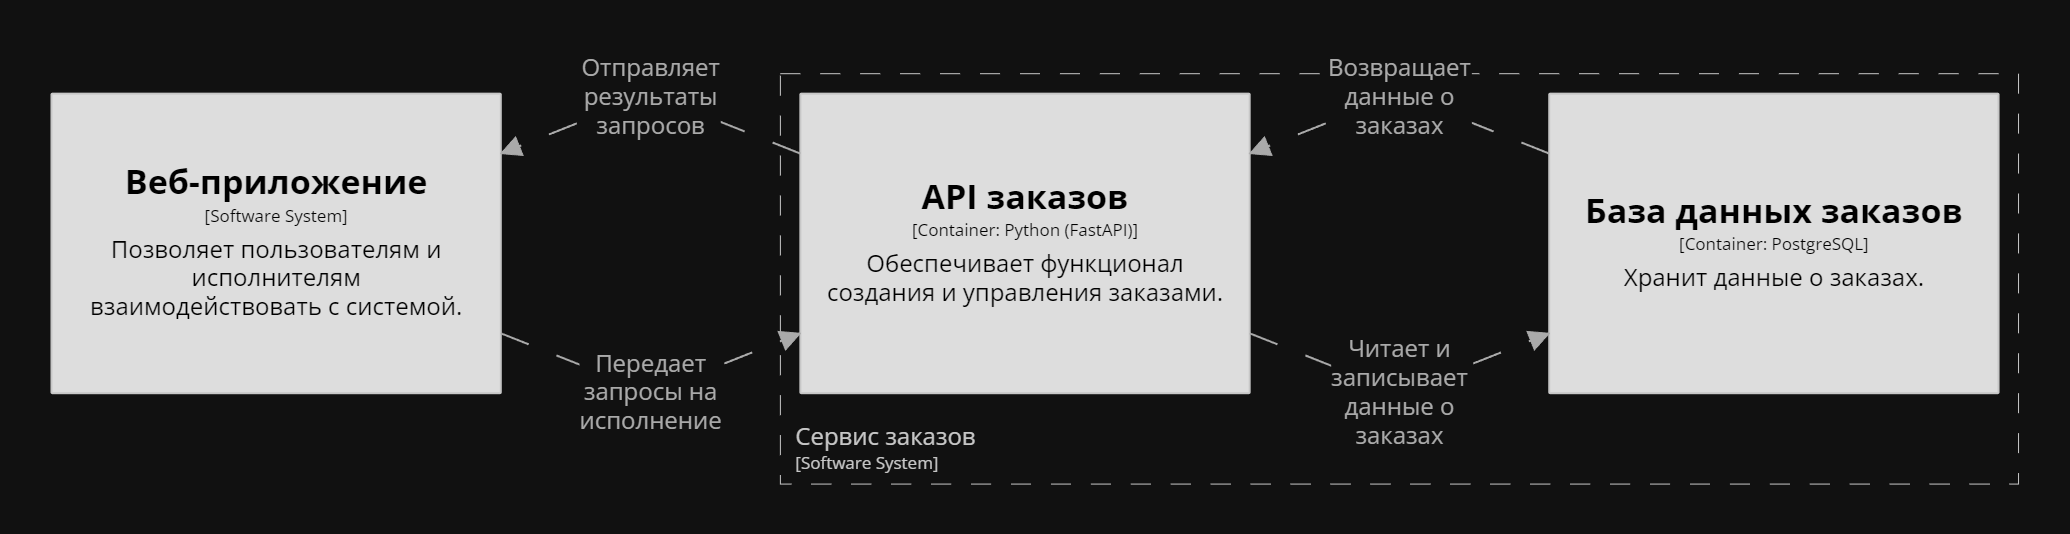 Веб-приложение
[Software System]
Позволяет пользователям и
исполнителям
взаимодействовать с системой.
Отправляет
результаты
запросов
Передает
запросы на
исполнение
API заказов
[Container: Python (FastAPI)]
Обеспечивает функционал
создания и управления заказами.
Возвращает
данные о
заказах
Читает и
записывает
данные о
заказах
База данных заказов
[Container: PostgreSQL]
Хранит данные о заказах.
Сервис заказов
[Software System]